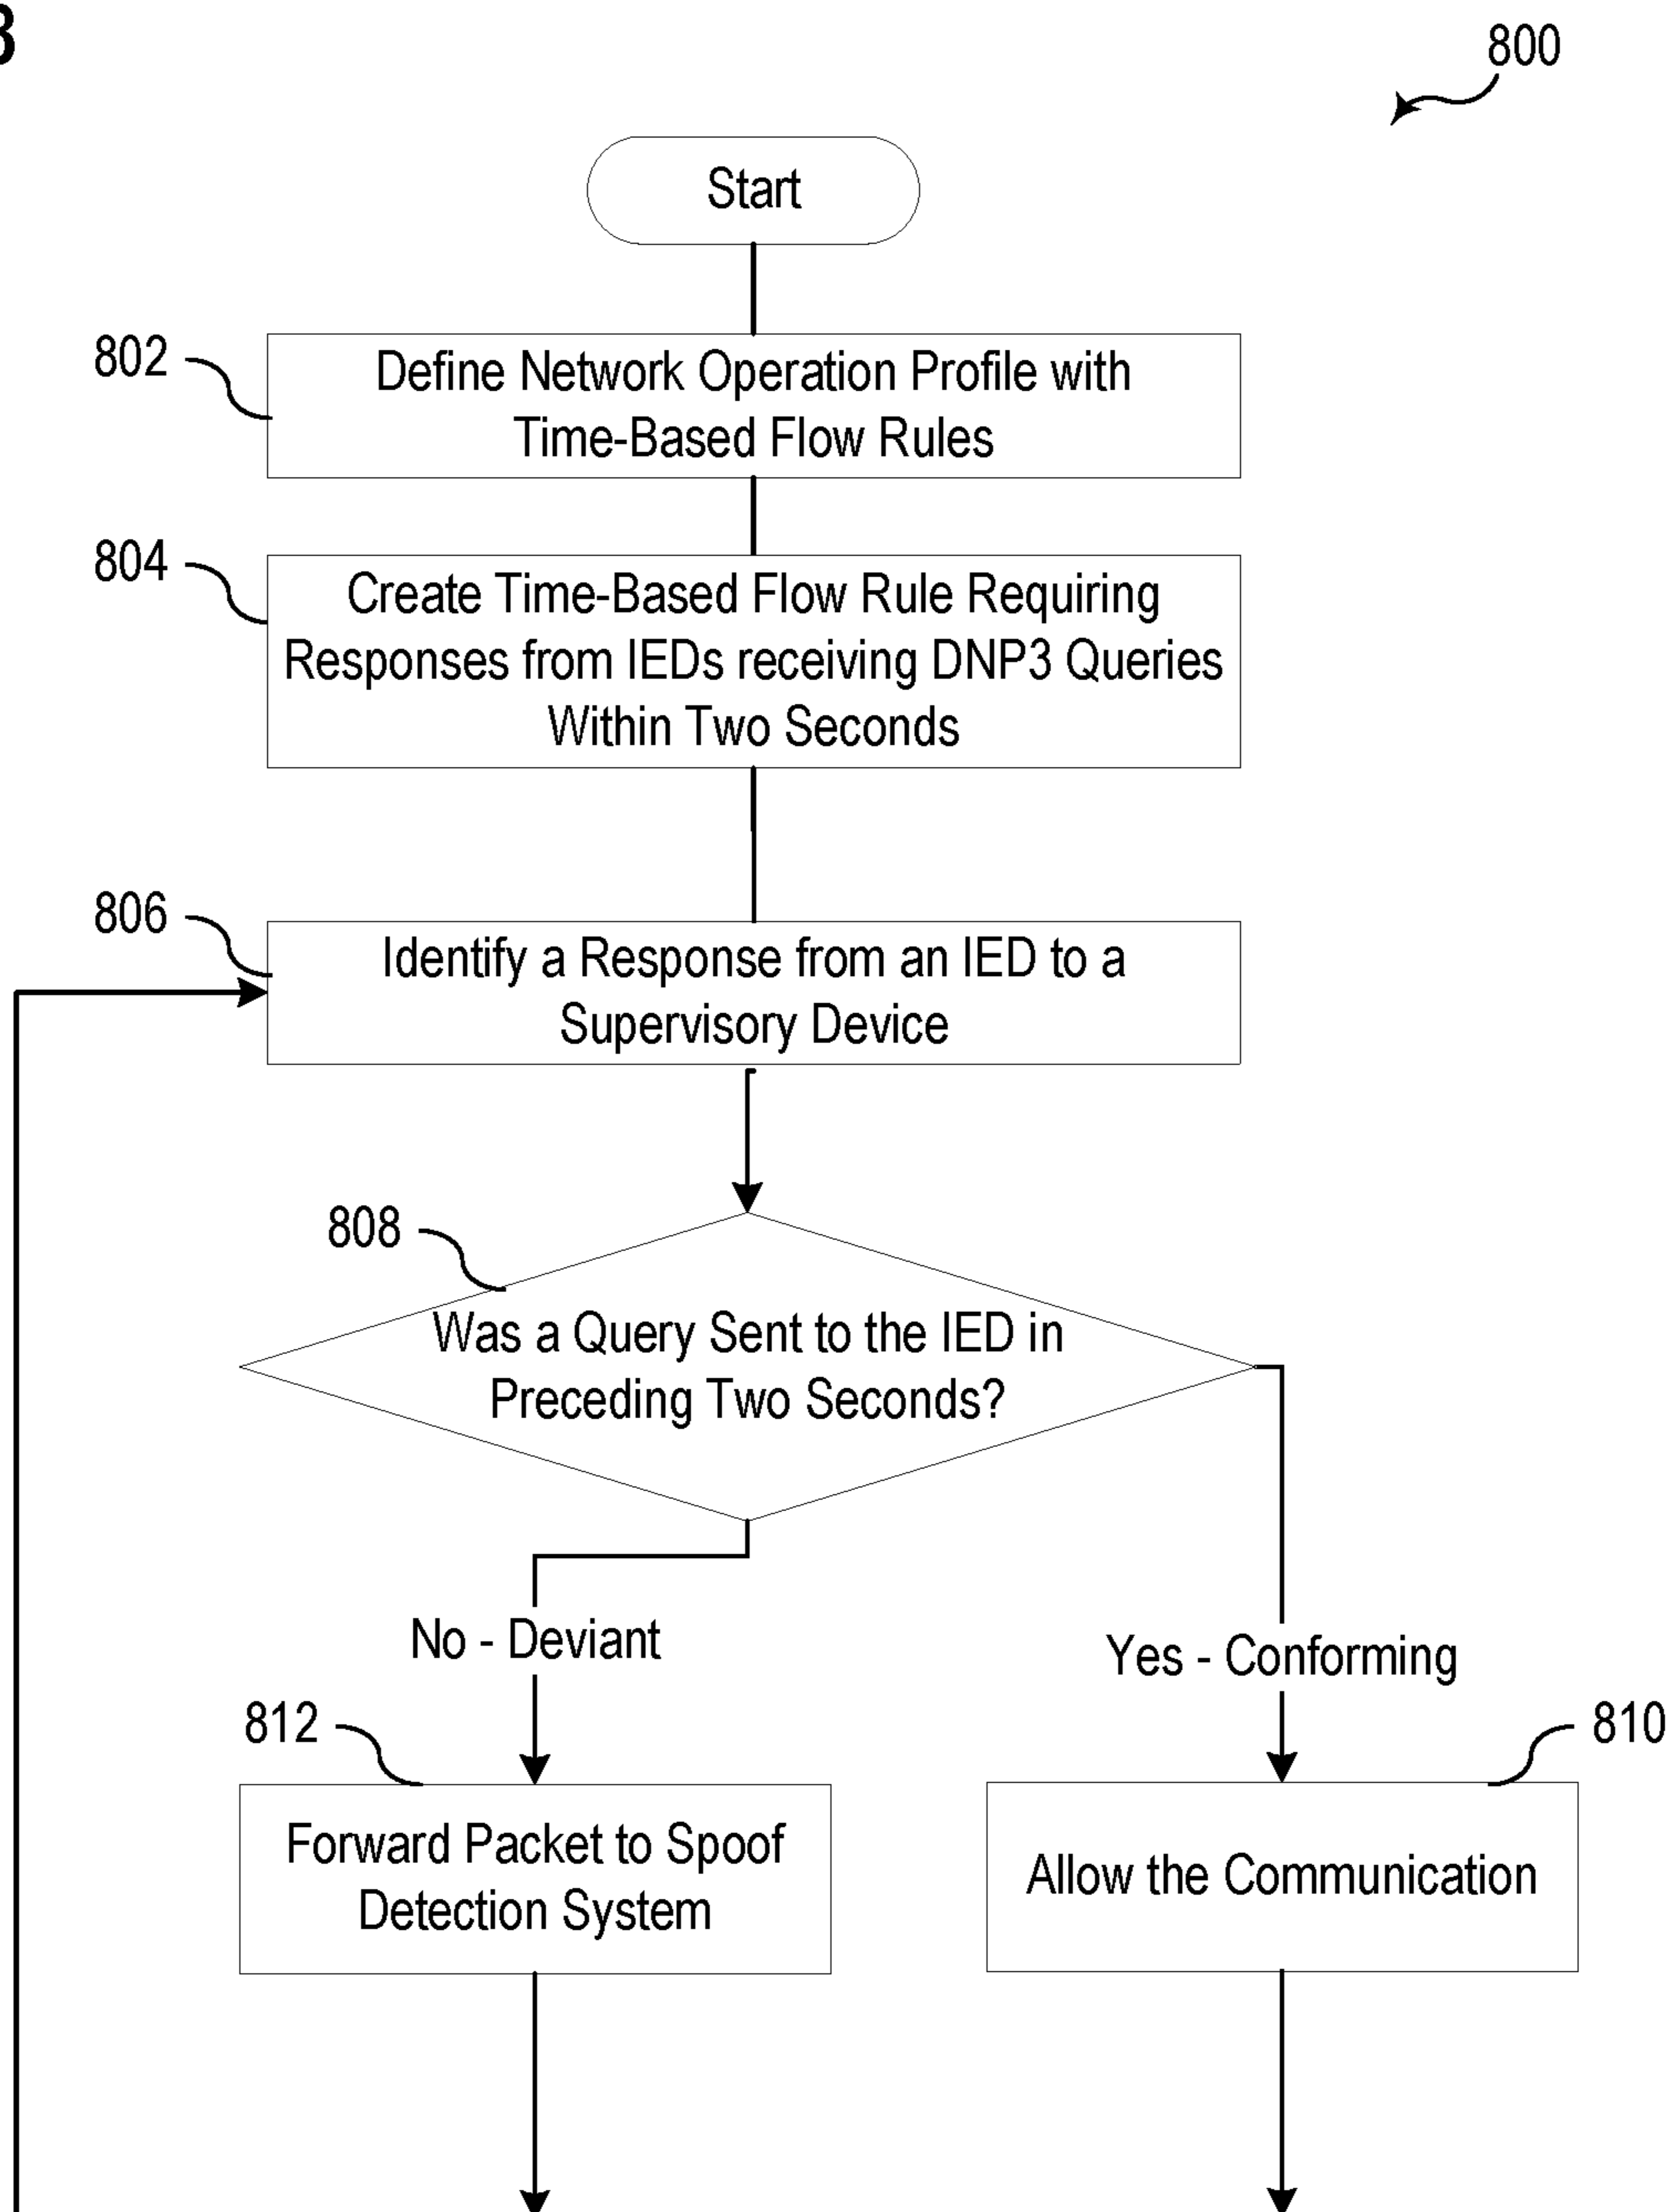 800
Start
802
Define Network Operation Profile with
Time-Based Flow Rules
804
Create Time-Based Flow Rule Requiring
Responses from IEDs receiving DNP3 Queries
Within Two Seconds
806
Identify a Response from an IED to a
Supervisory Device
808
Was a Query Sent to the IED in
Preceding Two Seconds?
No - Deviant
Yes - Conforming
812
810
Forward Packet to Spoof
Detection System
Allow the Communication